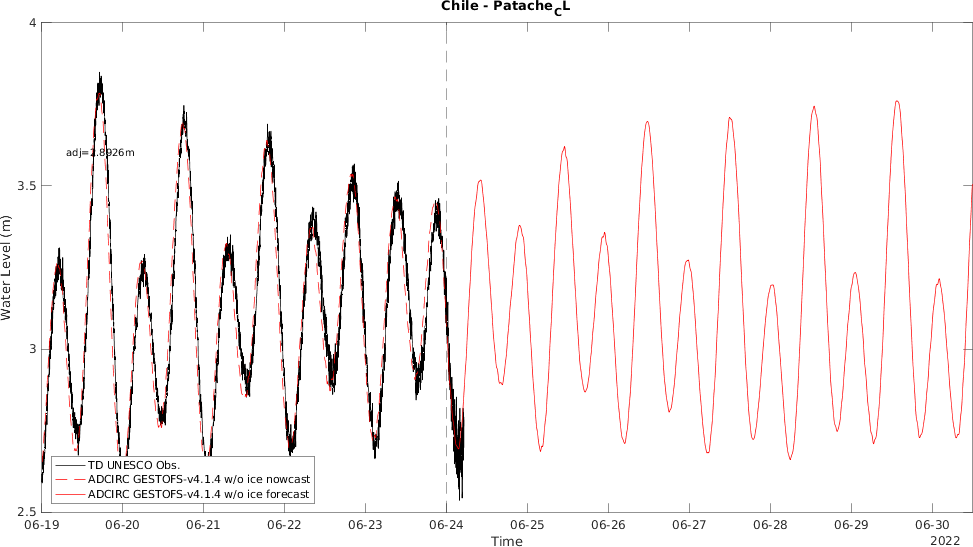 Chile - Patache_CL
4
3.5
3
2.5
Water Level (m)
adj=2.8926m
TD UNESCO Obs.
ADCIRC GESTOFS-v4.1.4 w/o ice nowcast
ADCIRC GESTOFS-v4.1.4 w/o ice forecast
06-19 06-20 06-21 06-22 06-23 06-24 06-25 06-26 06-27 06-28 06-29 06-30
Time
2022